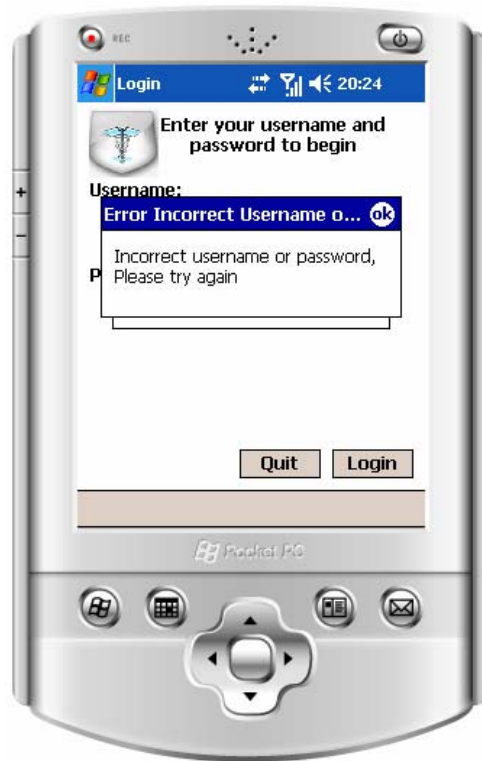 REC
Login 20:24
Enter your username and
password to begin
Username:
Error Incorrect Username o... ok
Incorrect username or password,
P
Please try again
Quit Login
Pocket PC
+
-